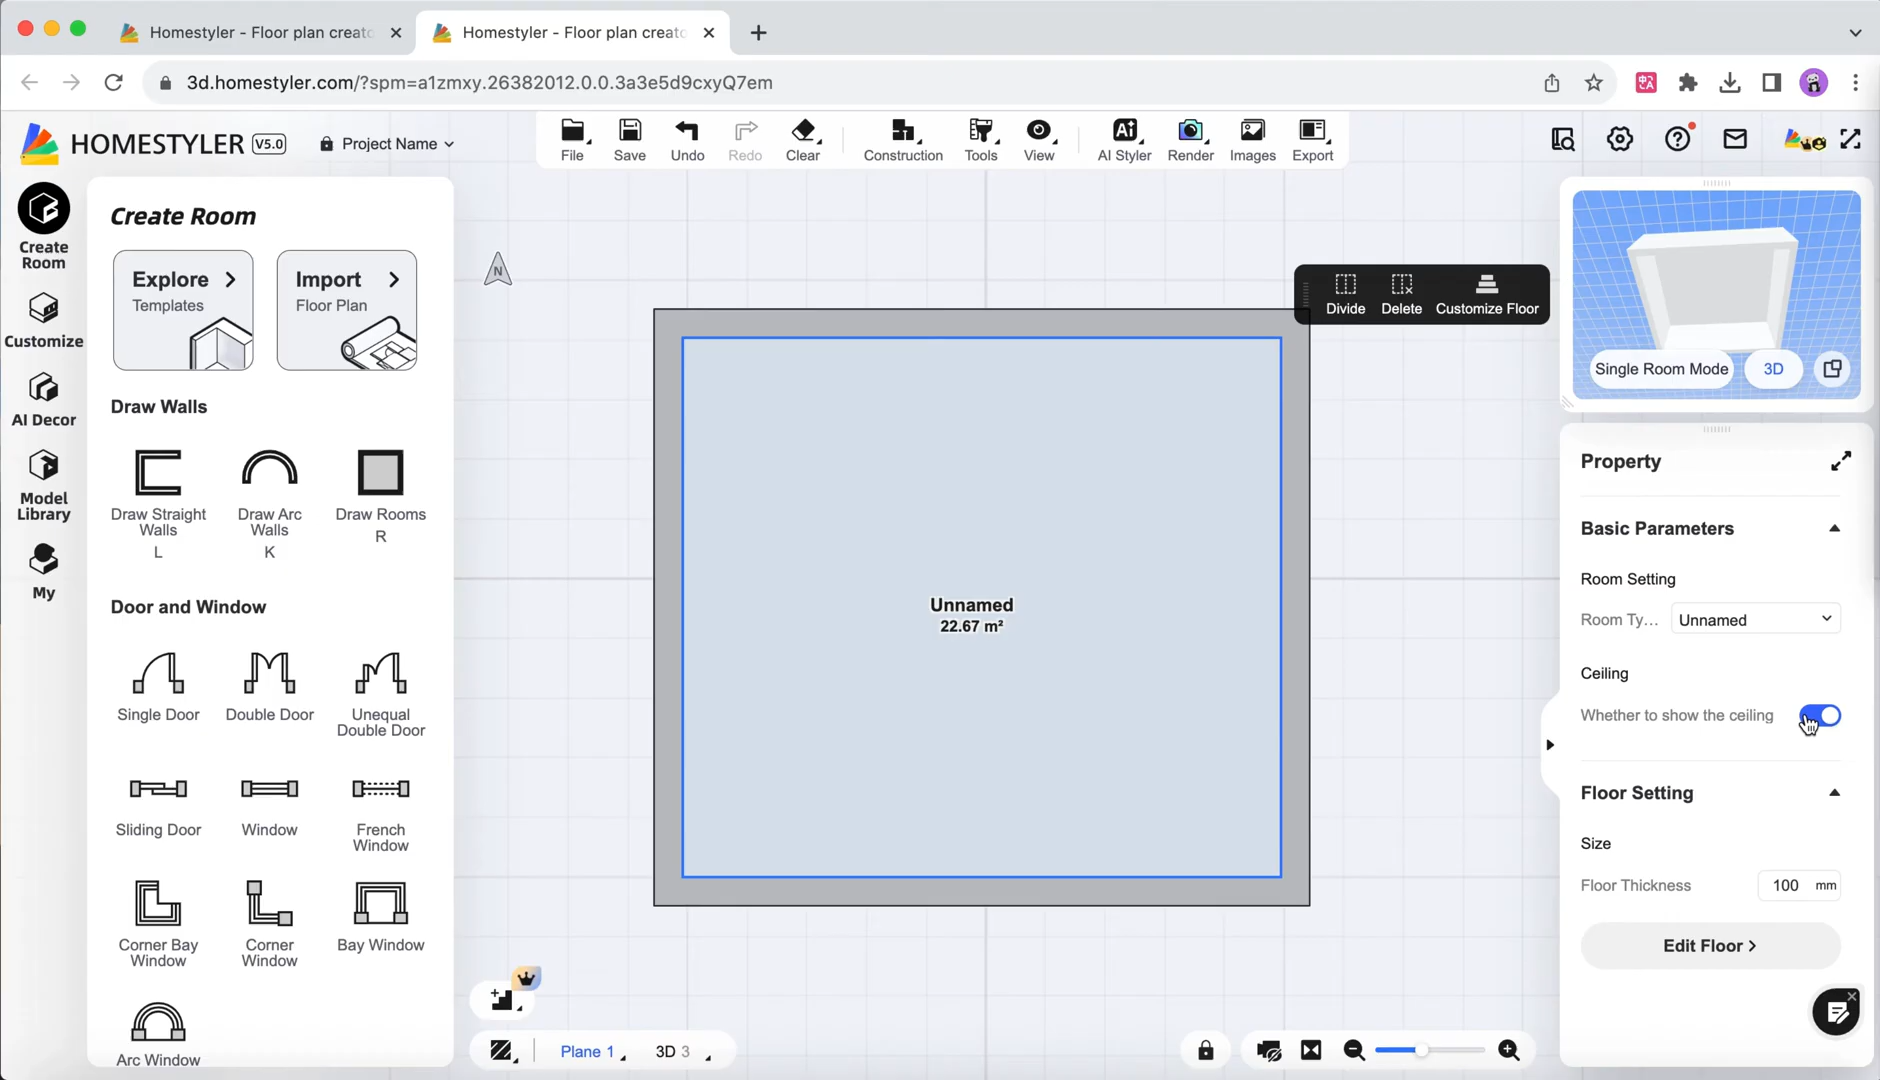 Homestyler - Floor plan creato
Homestyler - Floor plan creato
3d.homestyler.com/?spm=a1zmxy.26382012.0.0.3a3e5d9cxyQ7em
HOMESTYLER V5.0
Project Name
File
Save
Undo
Redo
Clear
Construction
Tools
View
AI Styler
Render
Images
Export
Create
Room
Customize
AI Decor
Model
Library
My
Create Room
Explore
Templates
Import
Floor Plan
Draw Walls
Draw Straight
Walls
L
Draw Arc
Walls
K
Draw Rooms
R
Door and Window
Single Door
Double Door
Unequal
Double Door
Sliding Door
Window
French
Window
Corner Bay
Window
Corner
Window
Bay Window
Arc Window
N
Divide
Delete
Customize Floor
Unnamed
22.67 m²
Plane 1
3D 3
Single Room Mode
3D
Property
Basic Parameters
Room Setting
Room Ty...
Unnamed
Ceiling
Whether to show the ceiling
Floor Setting
Size
Floor Thickness
100 mm
Edit Floor >